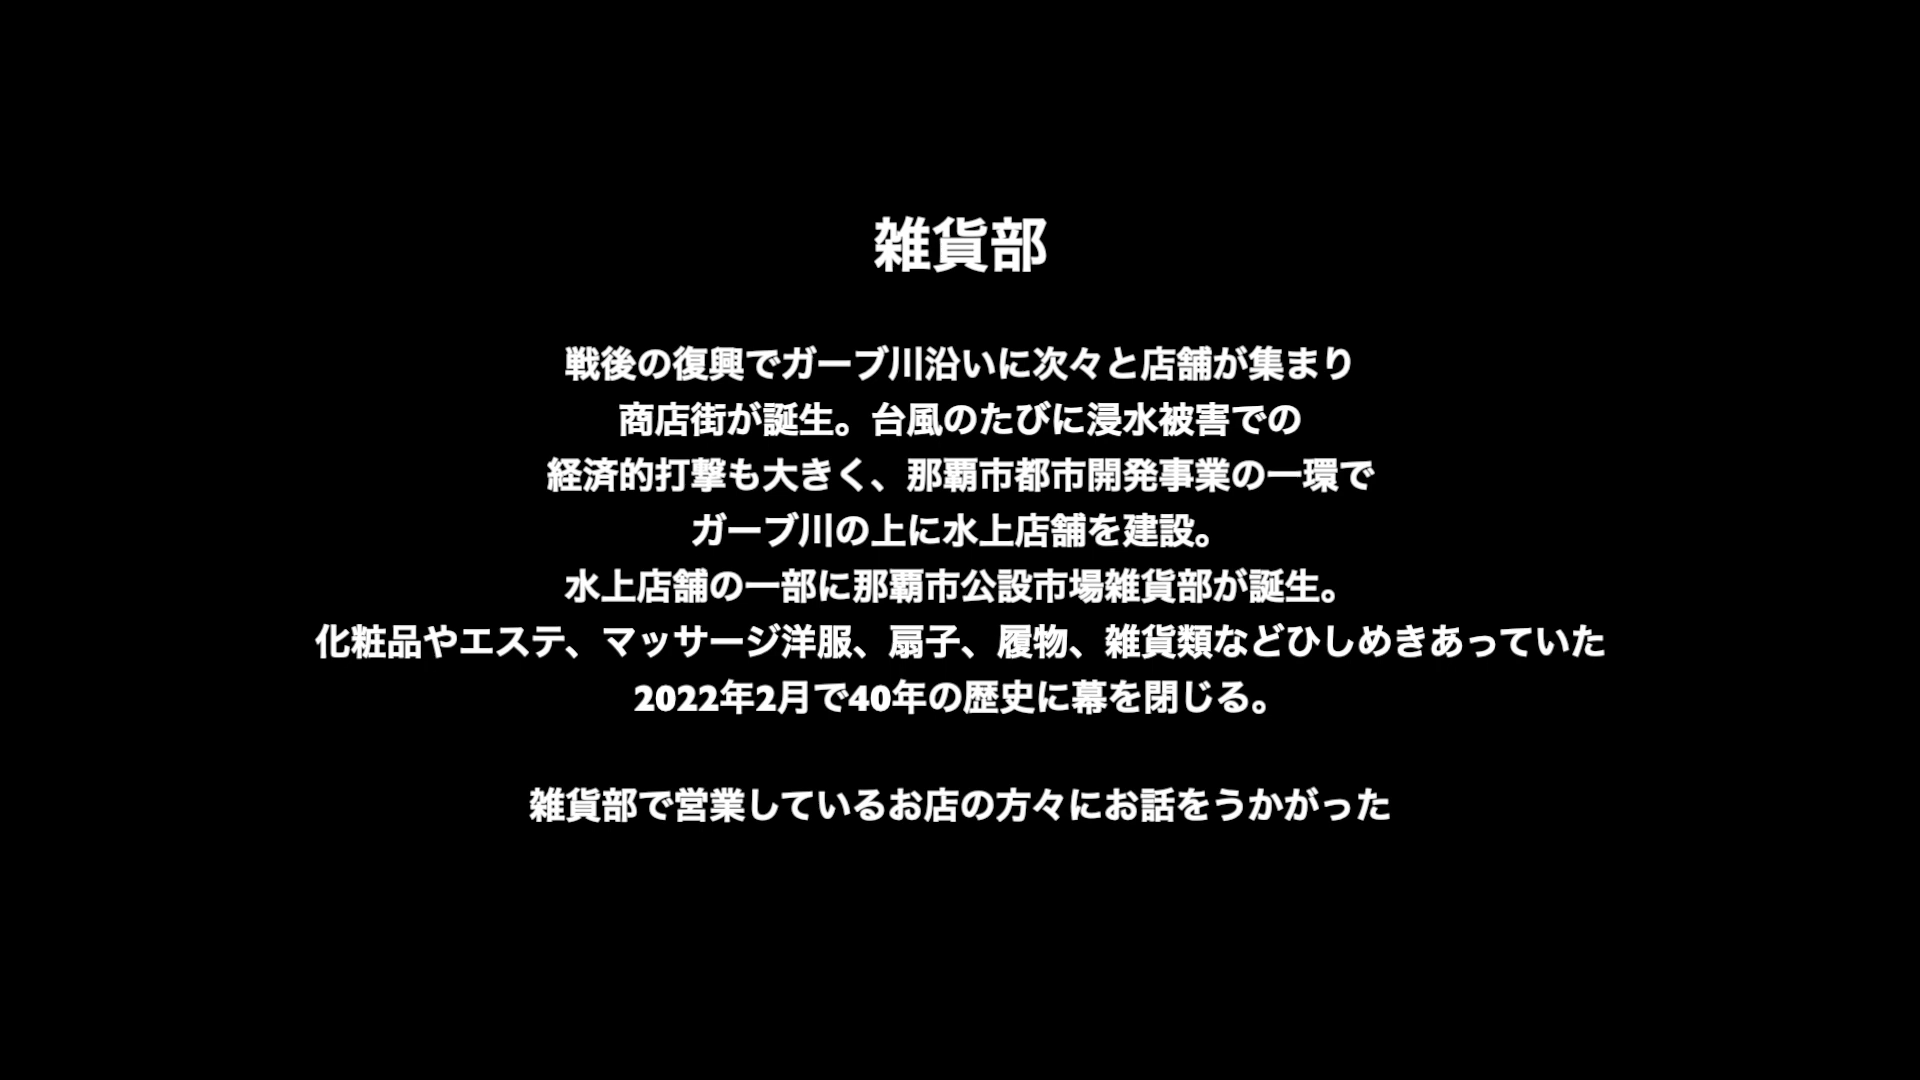 雑貨部
戦後の復興でガーブ川沿いに次々と店舗が集まり
商店街が誕生。台風のたびに浸水被害での
経済的打撃も大きく、那覇市都市開発事業の一環で
ガーブ川の上に水上店舗を建設。
水上店舗の一部に那覇市公設市場雑貨部が誕生。
化粧品やエステ、マッサージ洋服、扇子、履物、雑貨類などひしめきあっていた
2022年2月で40年の歴史に幕を閉じる。
雑貨部で営業しているお店の方々にお話をうかがった